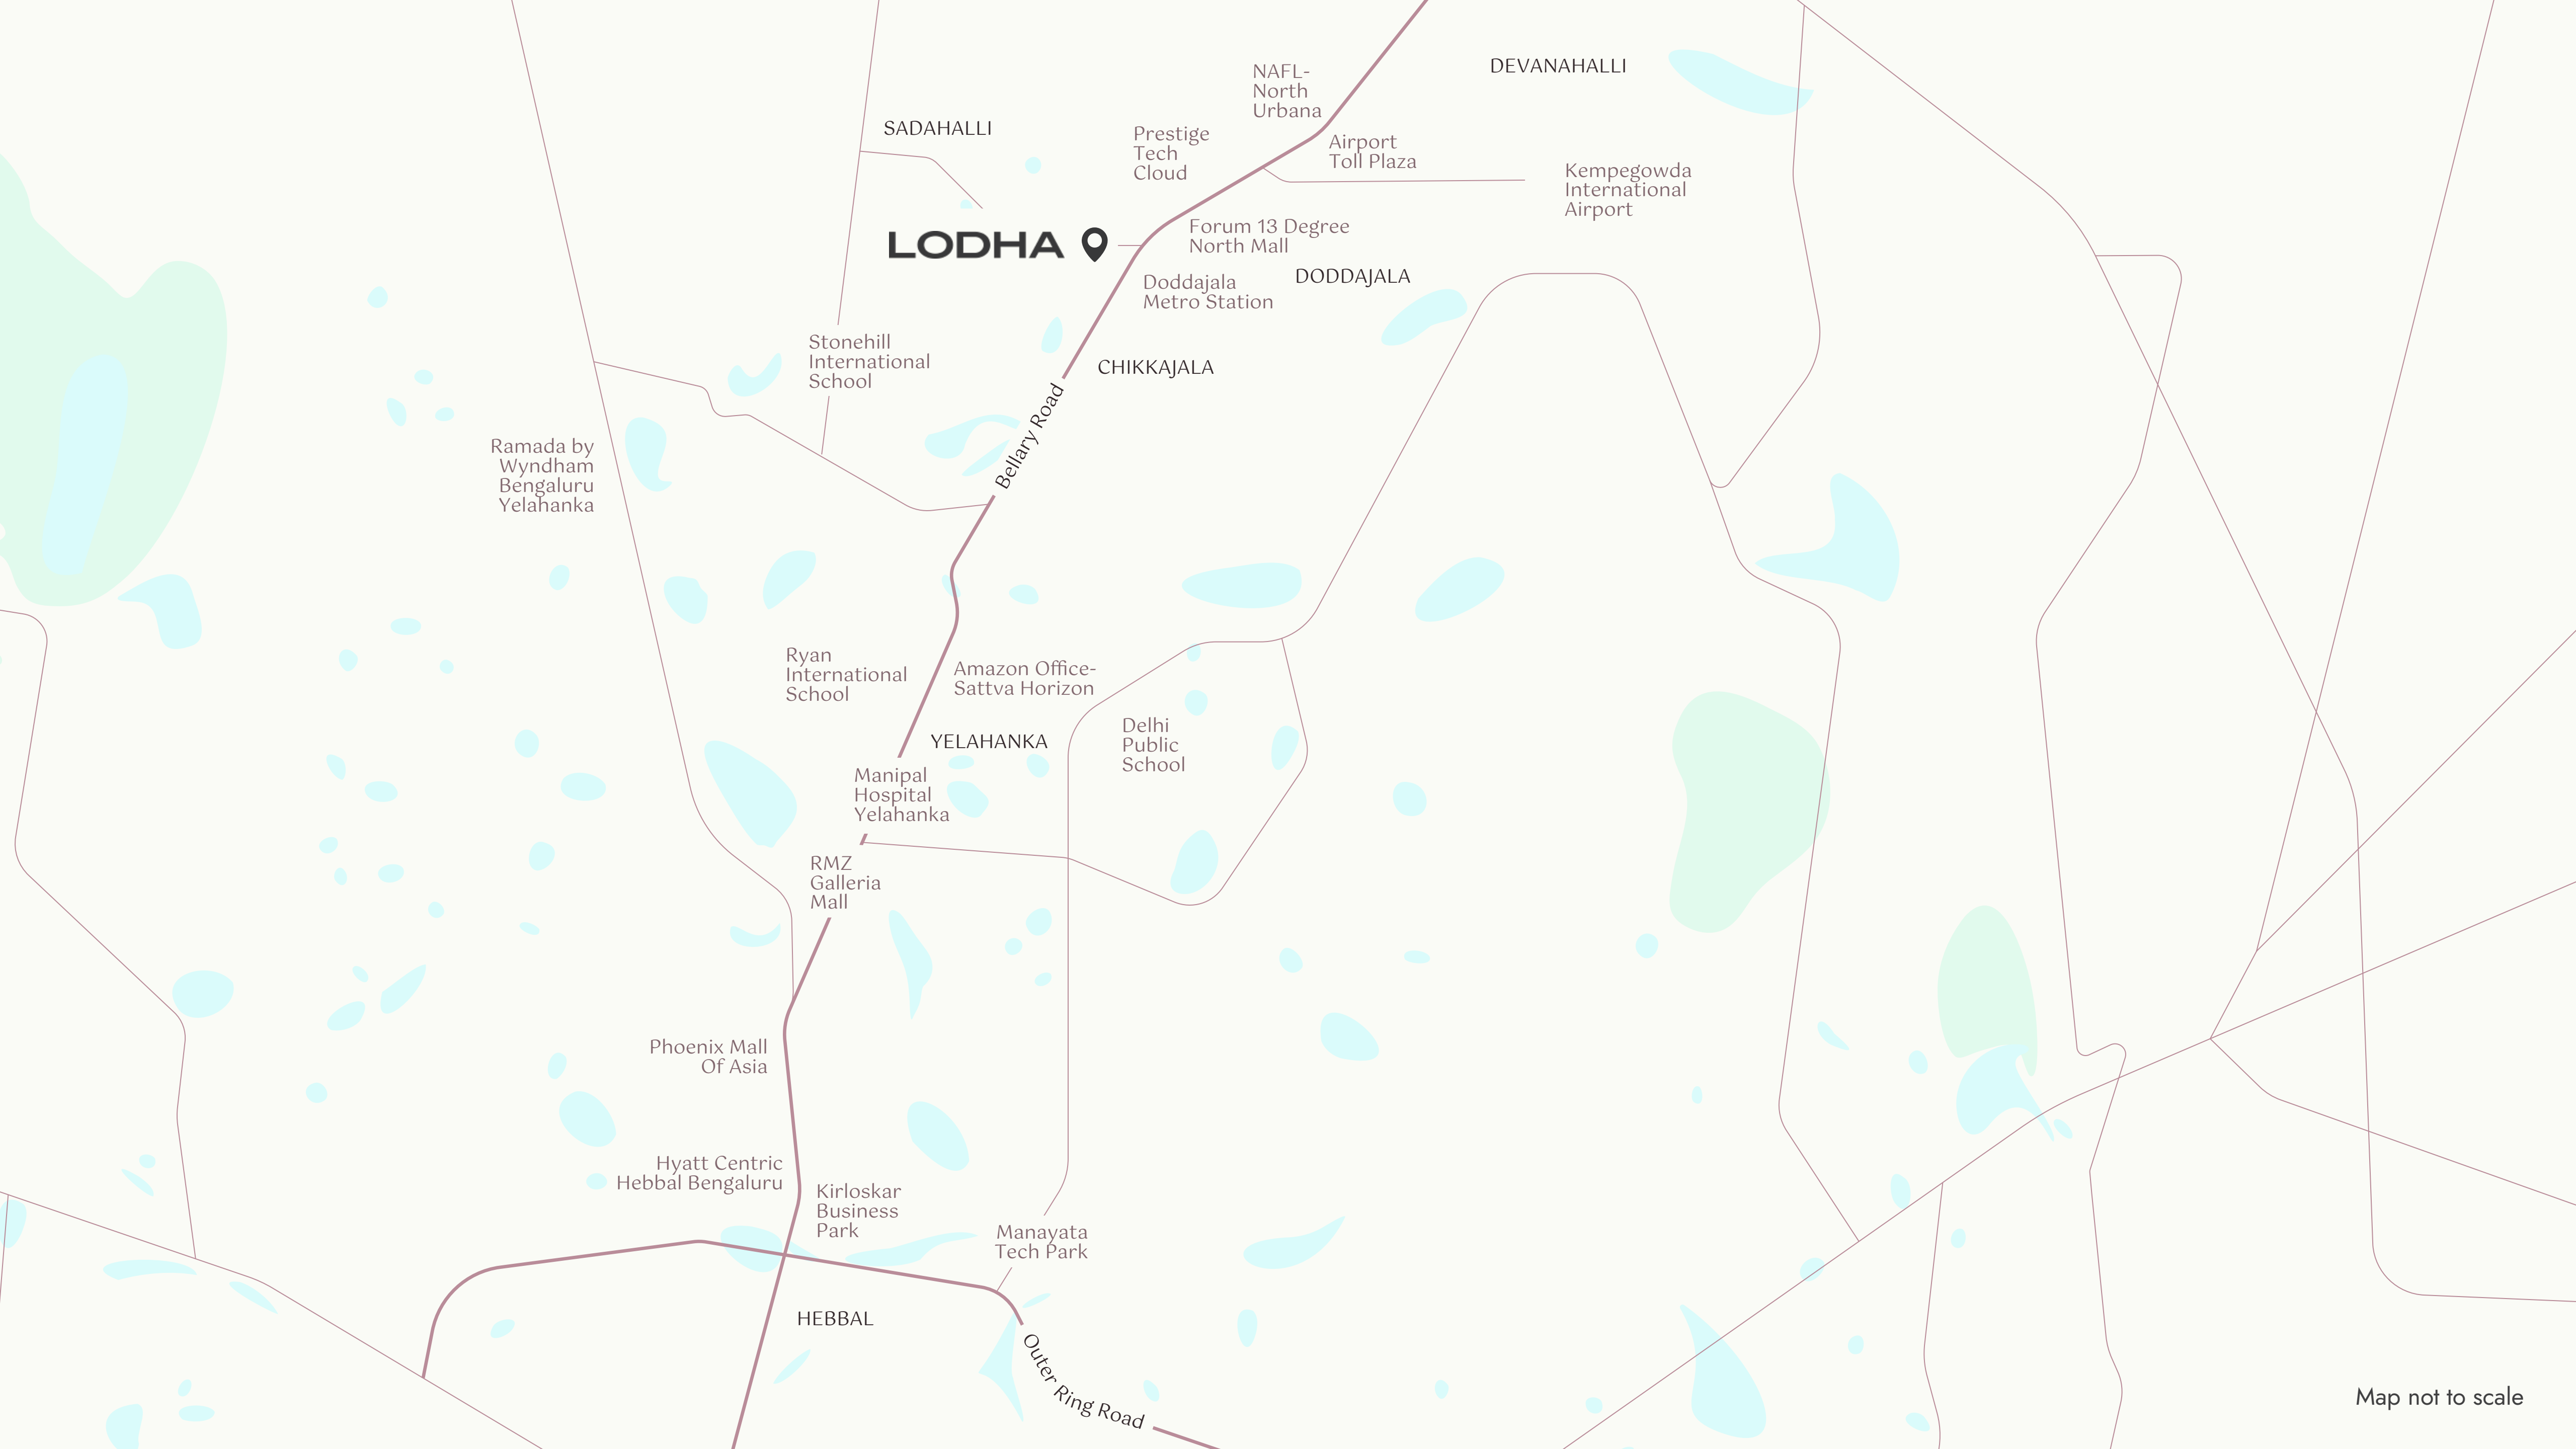 DEVANAHALLI
NAFL-
North
Urbana
SADAHALLI
Prestige
Tech
Cloud
Airport
Toll Plaza
Kempegowda
International
Airport
LODHA
Forum 13 Degree
North Mall
DODDAJALA
Doddajala
Metro Station
Stonehill
International
School
CHIKKAJALA
Bellary Road
Ramada by
Wyndham
Bengaluru
Yelahanka
Ryan
International
School
Amazon Office-
Sattva Horizon
YELAHANKA
Delhi
Public
School
Manipal
Hospital
Yelahanka
RMZ
Galleria
Mall
Phoenix Mall
Of Asia
Hyatt Centric
Hebbal Bengaluru
Kirloskar
Business
Park
Manayata
Tech Park
HEBBAL
Outer Ring Road
Map not to scale